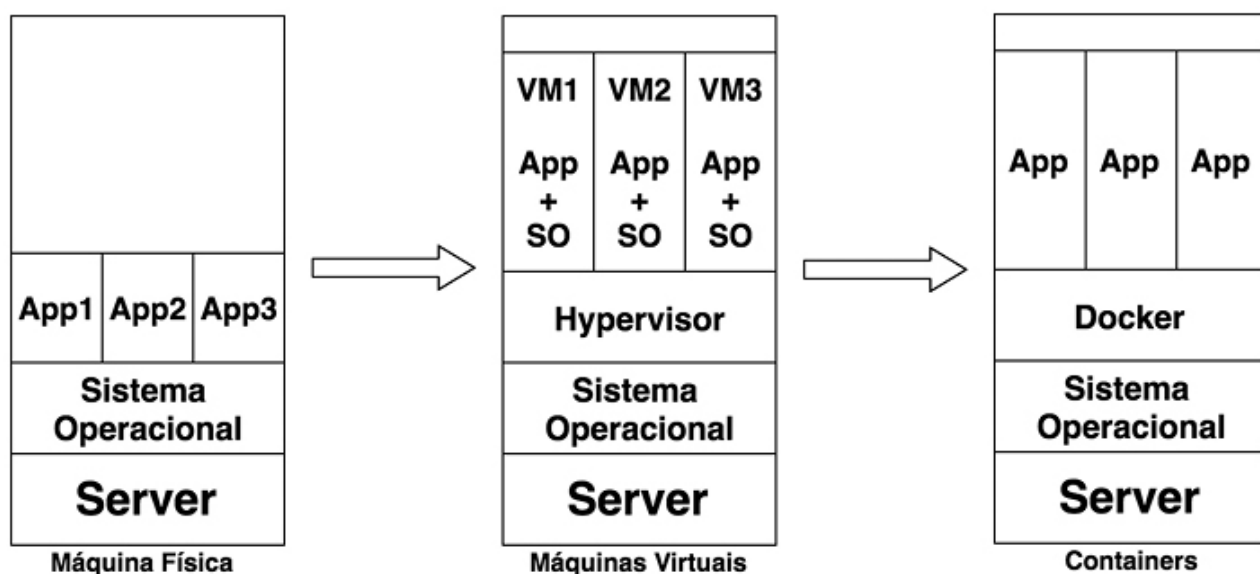 App1
App2
App3
Sistema
Operacional
Server
Máquina Física
VM1
App
+
SO
VM2
App
+
SO
VM3
App
+
SO
Hypervisor
Sistema
Operacional
Server
Máquinas Virtuais
App
App
App
Docker
Sistema
Operacional
Server
Containers